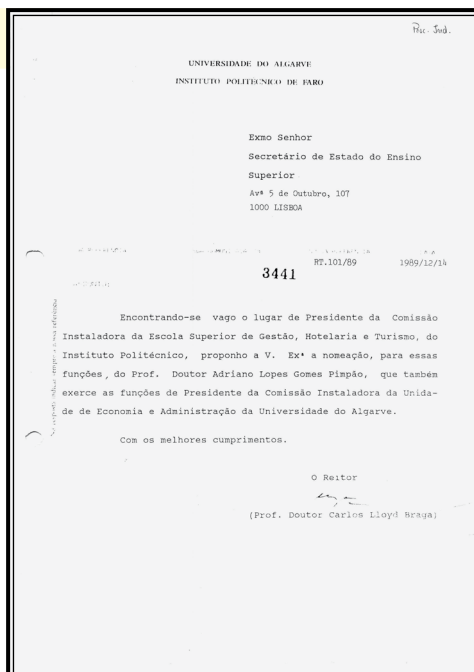 Proc. Jud.
UNIVERSIDADE DO ALGARVE
INSTITUTO POLITÉCNICO DE FARO
Exmo Senhor
Secretário de Estado do Ensino
Superior
Avª 5 de Outubro, 107
1000 LISBOA
RT.101/89 1989/12/14
3441
Encontrando-se vago o lugar de Presidente da Comissão
Instaladora da Escola Superior de Gestão, Hotelaria e Turismo, do
Instituto Politécnico, proponho a V. Exª a nomeação, para essas
funções, do Prof. Doutor Adriano Lopes Gomes Pimpão, que também
exerce as funções de Presidente da Comissão Instaladora da Unida-
de de Economia e Administração da Universidade do Algarve.
Com os melhores cumprimentos.
O Reitor
(Prof. Doutor Carlos Lloyd Braga)